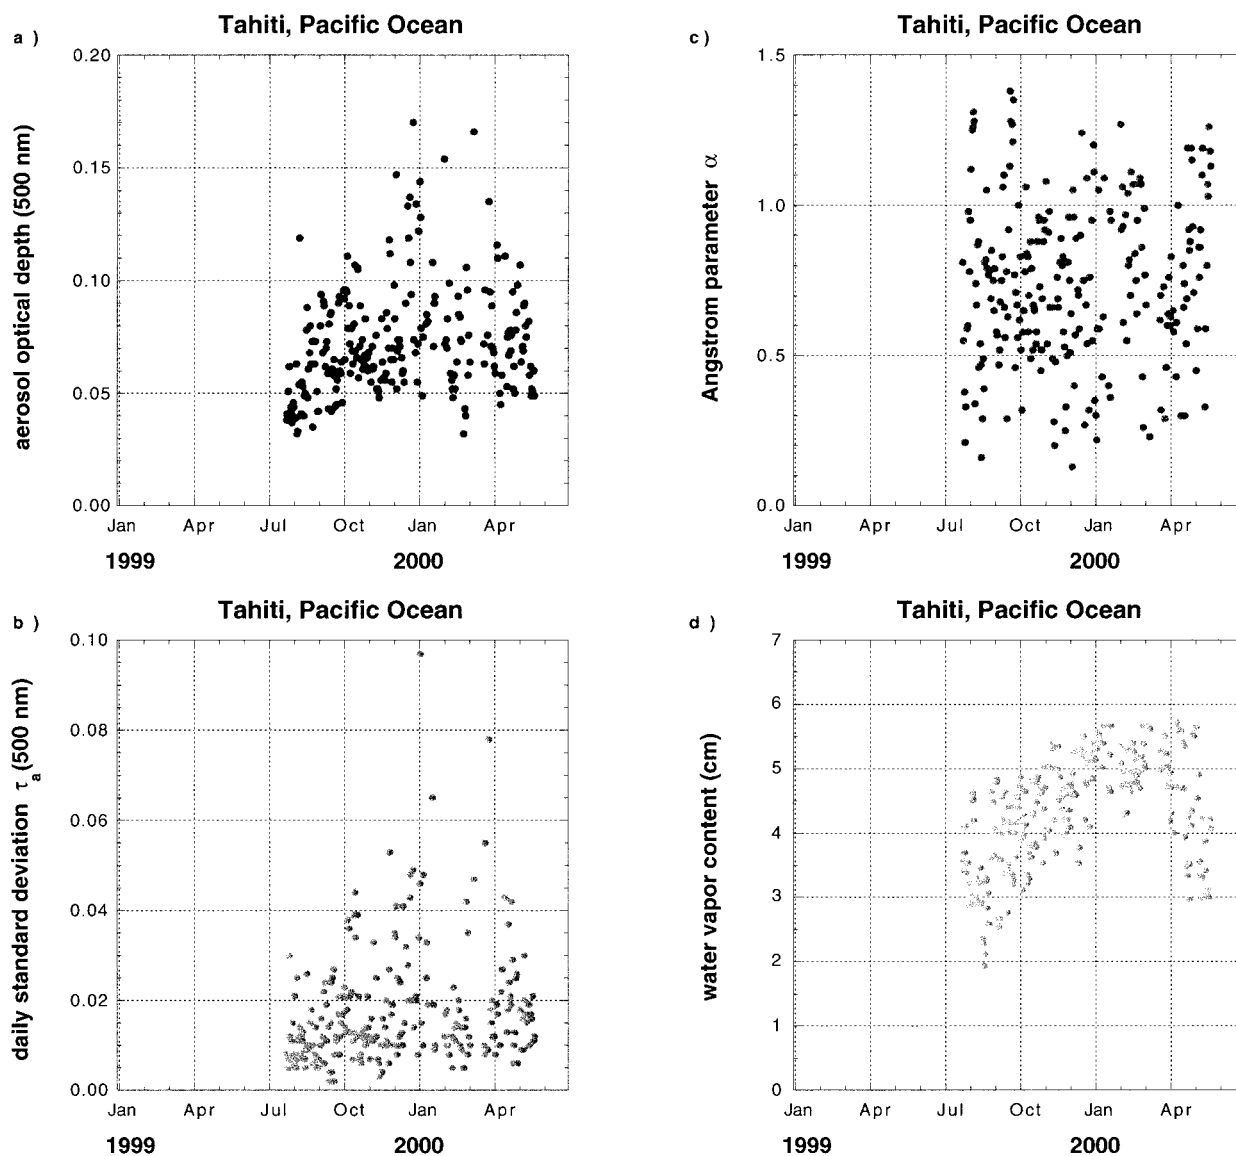 a )
Tahiti, Pacific Ocean
aerosol optical depth (500 nm)
0.20
0.15
0.10
0.05
0.00
Jan Apr Jul Oct Jan Apr
1999 2000
c )
Tahiti, Pacific Ocean
Angstrom parameter α
1.5
1.0
0.5
0.0
Jan Apr Jul Oct Jan Apr
1999 2000
b )
Tahiti, Pacific Ocean
daily standard deviation τa (500 nm)
0.10
0.08
0.06
0.04
0.02
0.00
Jan Apr Jul Oct Jan Apr
1999 2000
d )
Tahiti, Pacific Ocean
water vapor content (cm)
7
6
5
4
3
2
1
0
Jan Apr Jul Oct Jan Apr
1999 2000